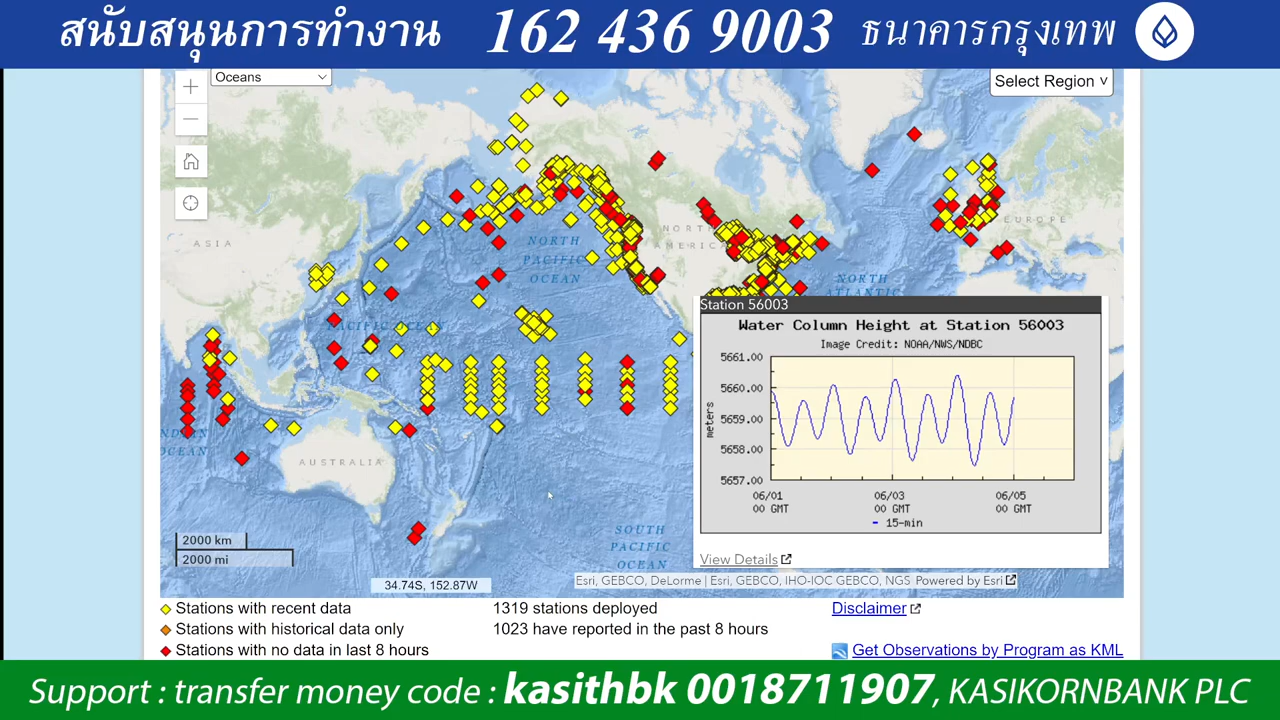 สนับสนุนการทำงาน 162 436 9003 ธนาคารกรุงเทพ
+
Oceans
Select Region V
−
ASIA
NORTH PACIFIC OCEAN
NORTH AMERICA
EUROPE
NORTH ATLANTIC
PACIFIC OCEAN
AUSTRALIA
SOUTH PACIFIC OCEAN
Station 56003
Water Column Height at Station 56003
Image Credit: NOAA/NWS/NDBC
5661.00
5660.00
5659.00
5658.00
5657.00
meters
06/01 06/03 06/05
00 GMT 00 GMT 00 GMT
15-min
View Details
2000 km
2000 mi
34.74S, 152.87W
Esri, GEBCO, DeLorme | Esri, GEBCO, IHO-IOC GEBCO, NGS Powered by Esri
Stations with recent data 1319 stations deployed Disclaimer
Stations with historical data only 1023 have reported in the past 8 hours
Stations with no data in last 8 hours Get Observations by Program as KML
Support : transfer money code : kasithbk 0018711907, KASIKORNBANK PLC